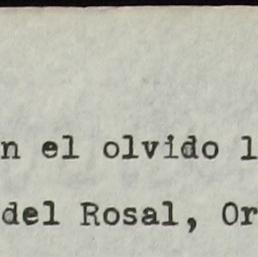 n el olvido l
del Rosal, Or